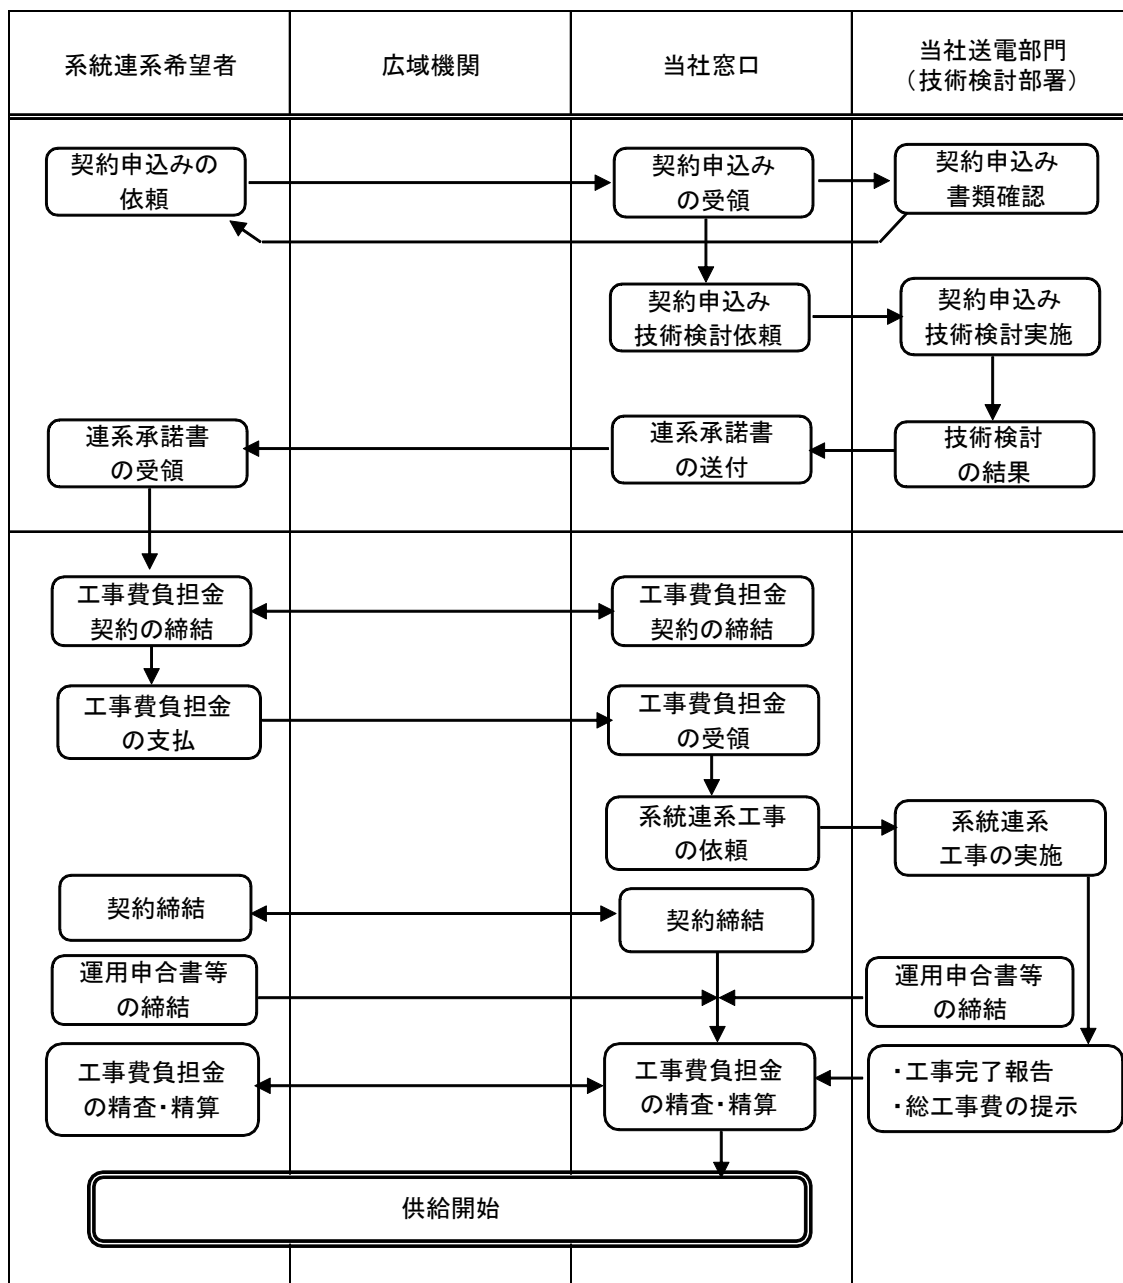 系統連系希望者
広域機関
当社窓口
当社送電部門
（技術検討部署）
契約申込みの
依頼
契約申込み
の受領
契約申込み
書類確認
契約申込み
技術検討依頼
契約申込み
技術検討実施
連系承諾書
の受領
連系承諾書
の送付
技術検討
の結果
工事費負担金
契約の締結
工事費負担金
契約の締結
工事費負担金
の支払
工事費負担金
の受領
系統連系工事
の依頼
系統連系
工事の実施
契約締結
契約締結
運用申合書等
の締結
運用申合書等
の締結
工事費負担金
の精査・精算
工事費負担金
の精査・精算
・工事完了報告
・総工事費の提示
供給開始